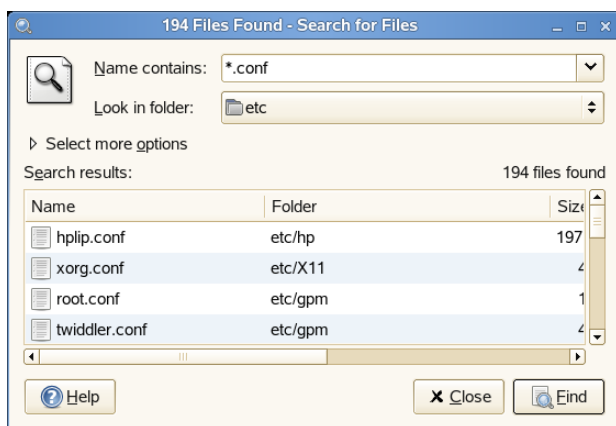 194 Files Found - Search for Files
Name contains: *.conf
Look in folder: etc
Select more options
Search results: 194 files found
Name Folder Size
hplip.conf etc/hp 197
xorg.conf etc/X11
root.conf etc/gpm
twiddler.conf etc/gpm
Help Close Find